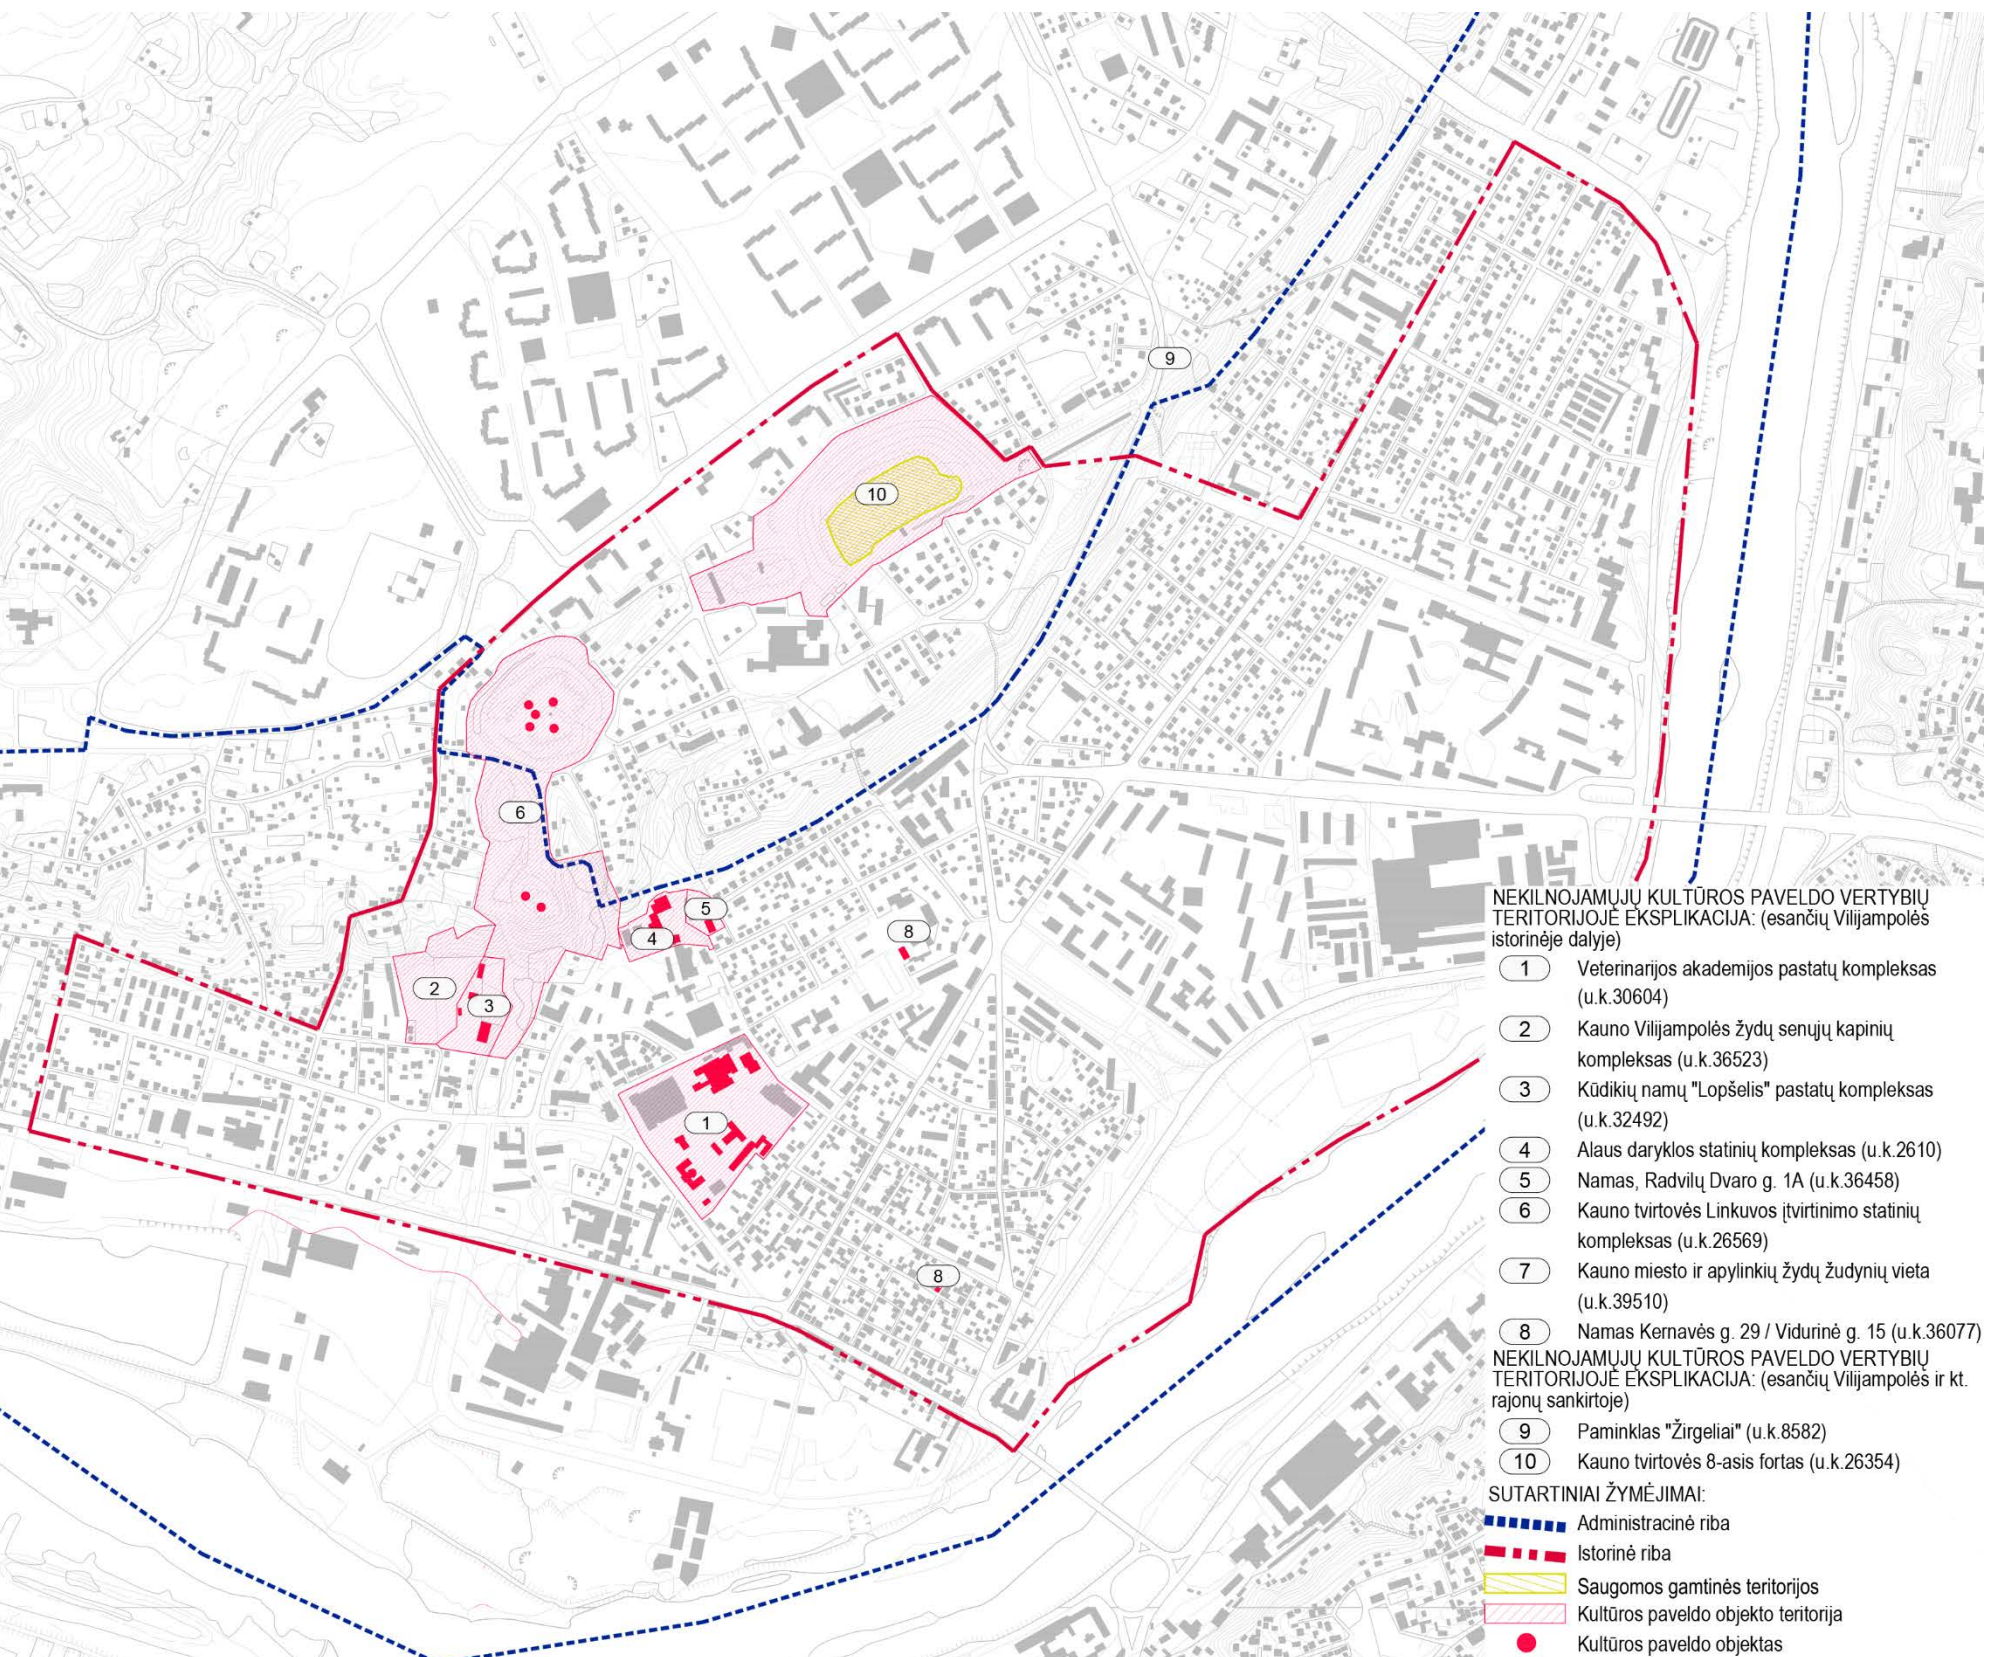 9
10
6
5
8
4
2
3
1
8
NEKILNOJAMŲJŲ KULTŪROS PAVELDO VERTYBIŲ
TERITORIJOJE EKSPLIKACIJA: (esančių Vilijampolės
istorinėje dalyje)
1 Veterinarijos akademijos pastatų kompleksas
(u.k.30604)
2 Kauno Vilijampolės žydų senųjų kapinių
kompleksas (u.k.36523)
3 Kūdikių namų "Lopšelis" pastatų kompleksas
(u.k.32492)
4 Alaus daryklos statinių kompleksas (u.k.2610)
5 Namas, Radvilų Dvaro g. 1A (u.k.36458)
6 Kauno tvirtovės Linkuvos įtvirtinimo statinių
kompleksas (u.k.26569)
7 Kauno miesto ir apylinkių žydų žudynių vieta
(u.k.39510)
8 Namas Kernavės g. 29 / Vidurinė g. 15 (u.k.36077)
NEKILNOJAMŲJŲ KULTŪROS PAVELDO VERTYBIŲ
TERITORIJOJE EKSPLIKACIJA: (esančių Vilijampolės ir kt.
rajonų sankirtoje)
9 Paminklas "Žirgeliai" (u.k.8582)
10 Kauno tvirtovės 8-asis fortas (u.k.26354)
SUTARTINIAI ŽYMĖJIMAI:
Administracinė riba
Istorinė riba
Saugomos gamtinės teritorijos
Kultūros paveldo objekto teritorija
Kultūros paveldo objektas